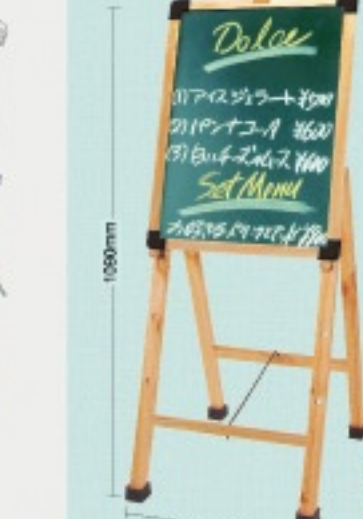 Dolce
(1) アイスジェラート ¥500
(2) パンナコッタ ¥600
(3) 白いチーズムース ¥600
Set Menu
1090mm